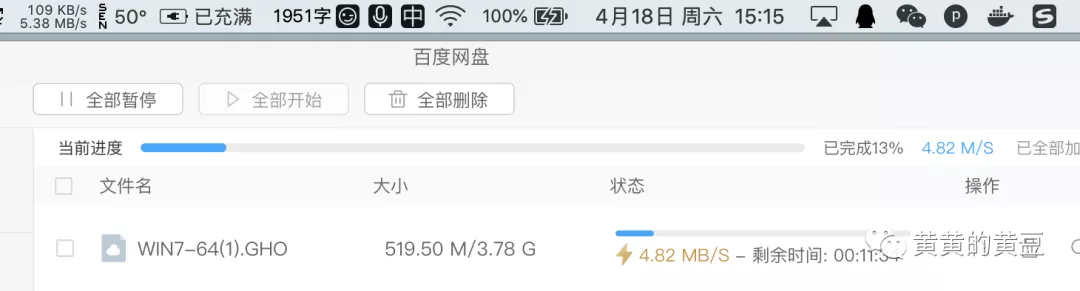 109 KB/s
5.38 MB/s
SEN 50° 已充满 1951字 中 100% 4月18日 周六 15:15
百度网盘
全部暂停 全部开始 全部删除
当前进度 已完成13% 4.82 M/S 已全部加
文件名 大小 状态 操作
WIN7-64(1).GHO 519.50 M/3.78 G
4.82 MB/S - 剩余时间: 00:11:34
黄黄的黄豆